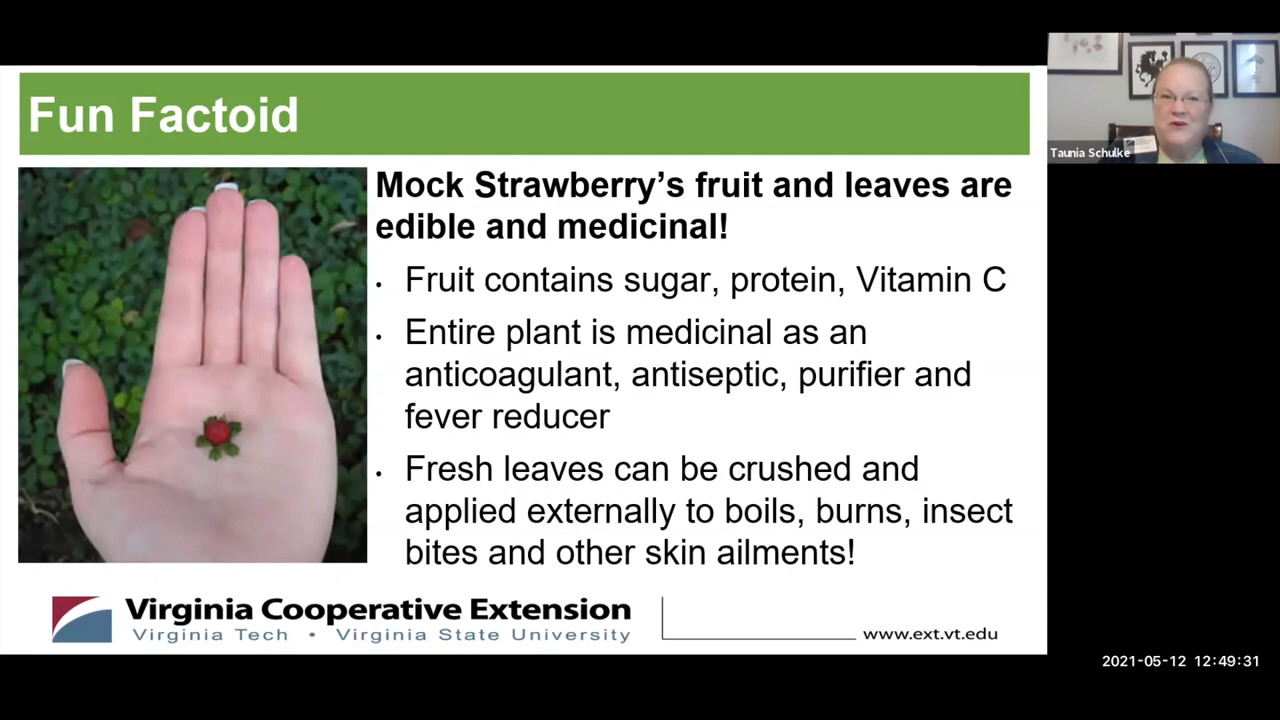 Fun Factoid
Mock Strawberry's fruit and leaves are
edible and medicinal!
• Fruit contains sugar, protein, Vitamin C
• Entire plant is medicinal as an
anticoagulant, antiseptic, purifier and
fever reducer
• Fresh leaves can be crushed and
applied externally to boils, burns, insect
bites and other skin ailments!
Virginia Cooperative Extension
Virginia Tech • Virginia State University
www.ext.vt.edu
Taunia Schulke
2021-05-12 12:49:31